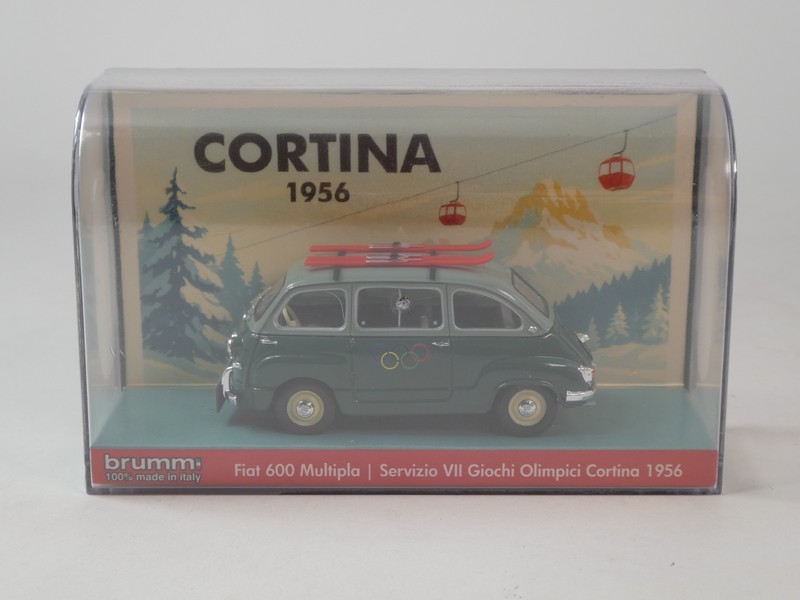 CORTINA
1956
brumm:
100% made in italy
Fiat 600 Multipla | Servizio VII Giochi Olimpici Cortina 1956